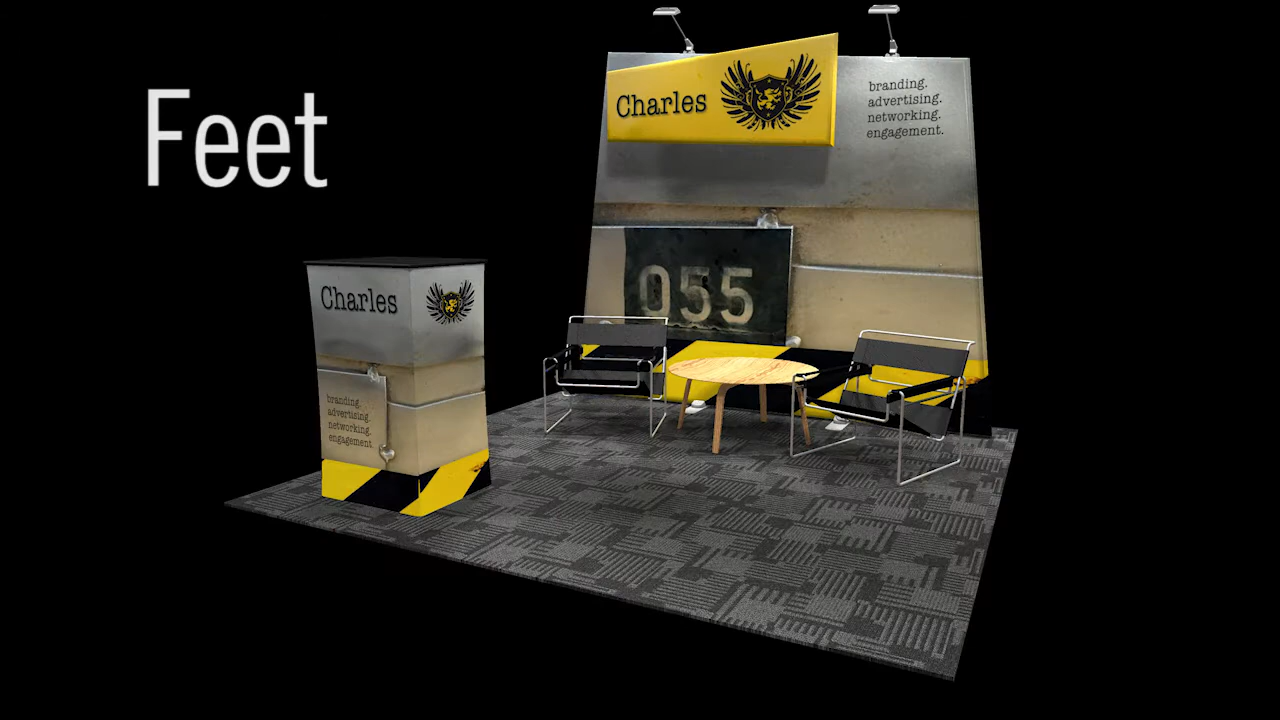 Feet
Charles
branding.
advertising.
networking.
engagement.
055
Charles
branding.
advertising.
networking.
engagement.